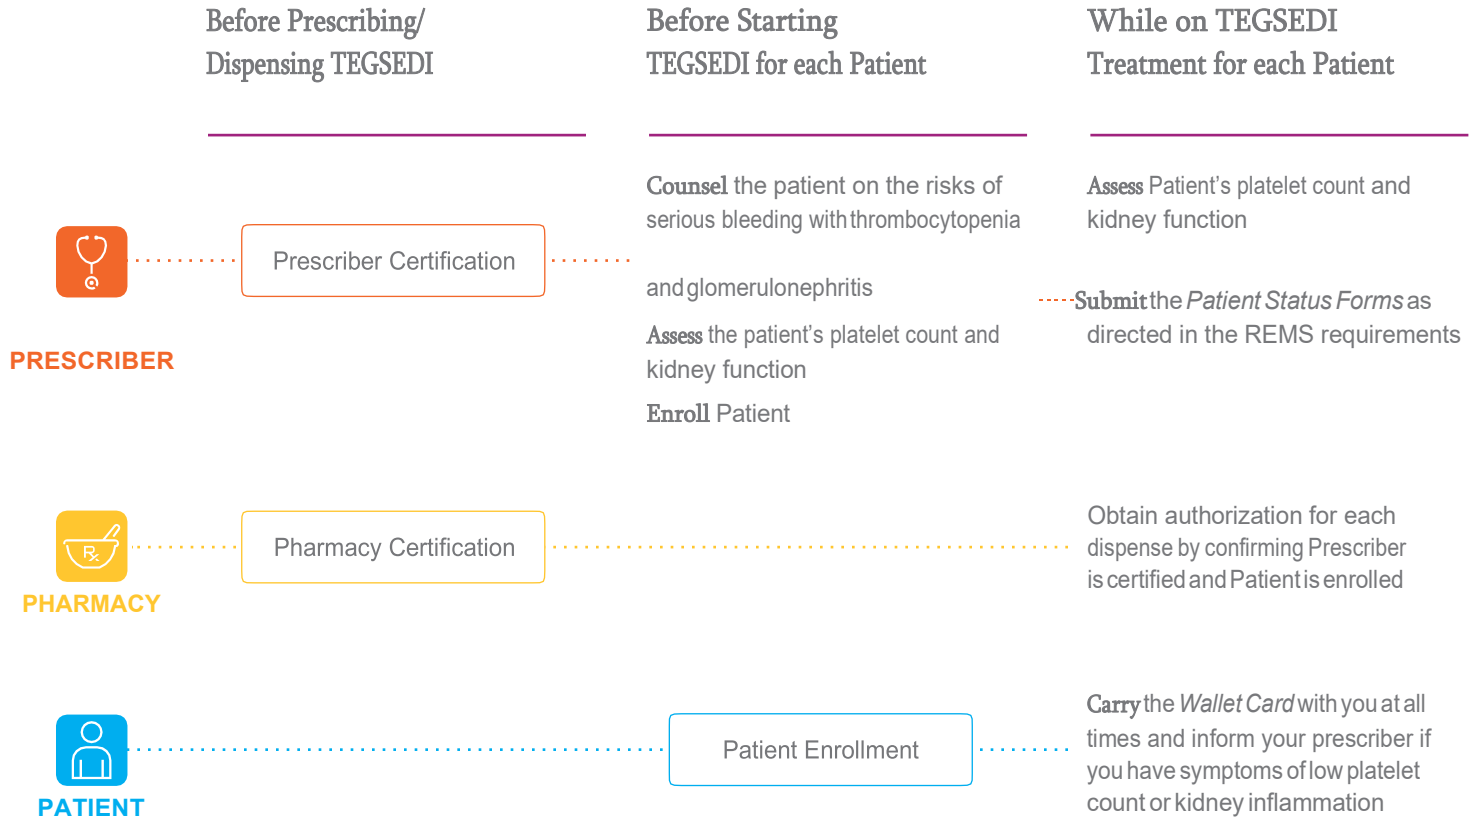 Before Prescribing/
Dispensing TEGSEDI
Before Starting
TEGSEDI for each Patient
While on TEGSEDI
Treatment for each Patient
PRESCRIBER
Prescriber Certification
Counsel the patient on the risks of
serious bleeding with thrombocytopenia
and glomerulonephritis
Assess the patient’s platelet count and
kidney function
Enroll Patient
Assess Patient’s platelet count and
kidney function
Submit the Patient Status Forms as
directed in the REMS requirements
Rx
PHARMACY
Pharmacy Certification
Obtain authorization for each
dispense by confirming Prescriber
is certified and Patient is enrolled
PATIENT
Patient Enrollment
Carry the Wallet Card with you at all
times and inform your prescriber if
you have symptoms of low platelet
count or kidney inflammation